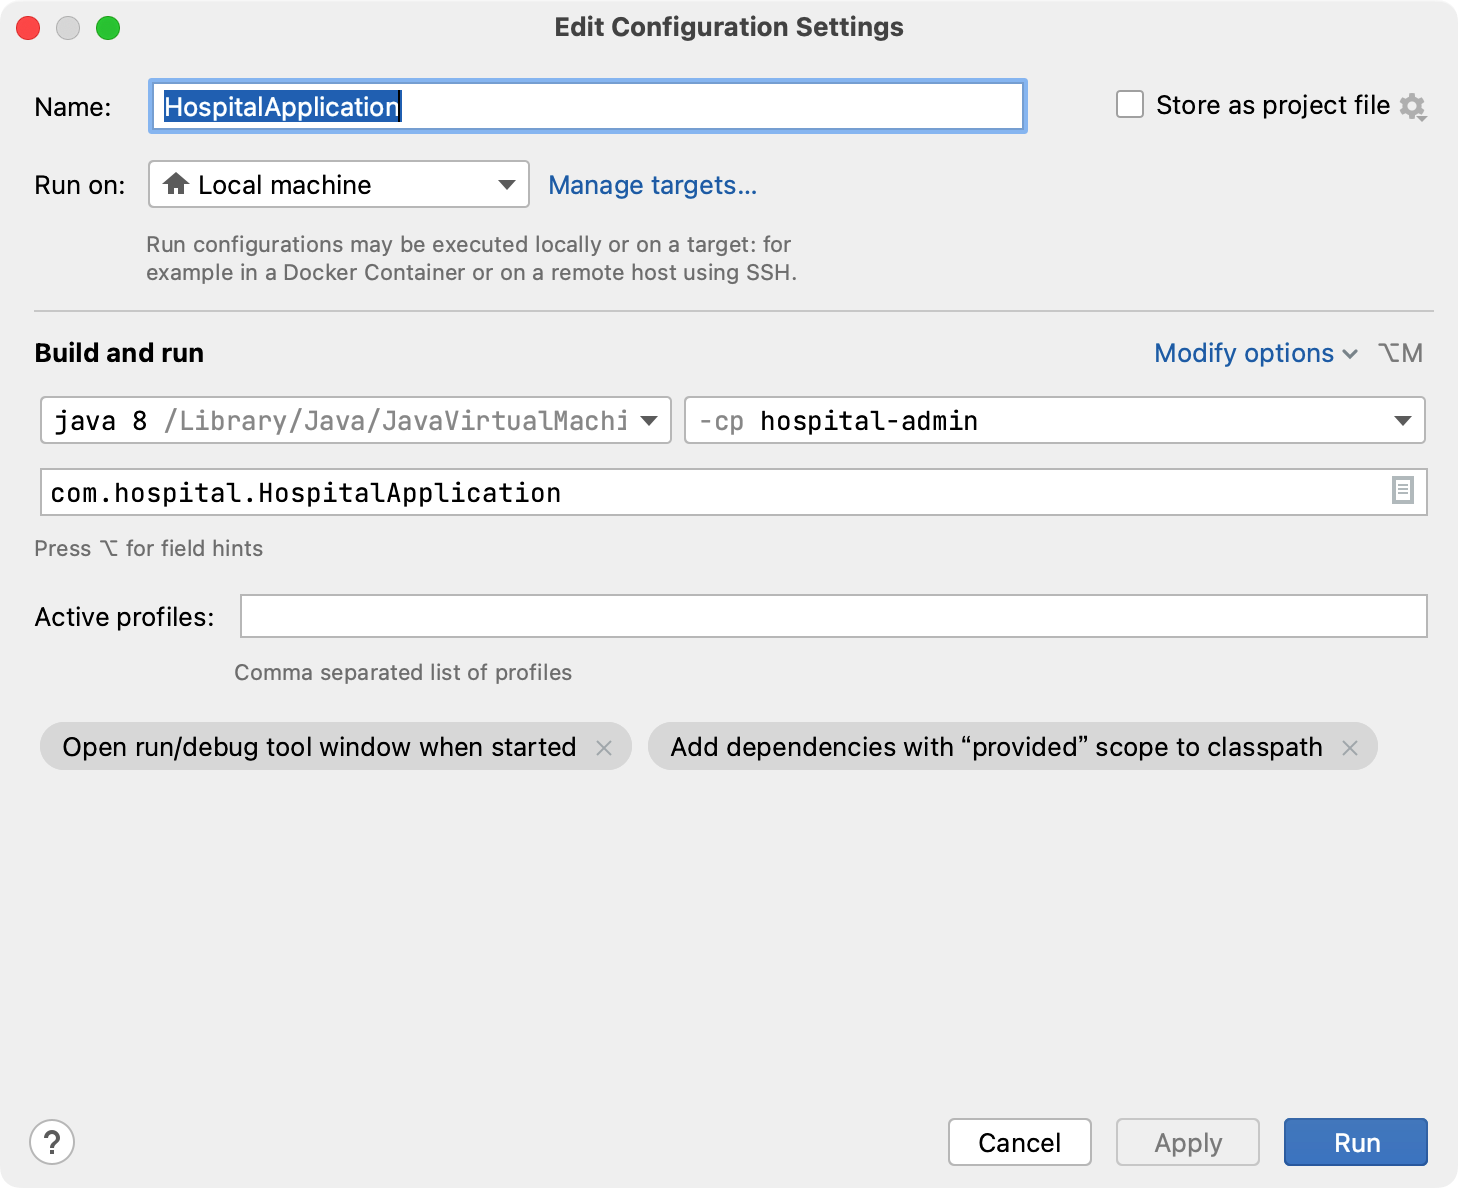 Edit Configuration Settings
Name: HospitalApplication Store as project file
Run on: Local machine Manage targets...
Run configurations may be executed locally or on a target: for
example in a Docker Container or on a remote host using SSH.
Build and run Modify options ⌥M
java 8 /Library/Java/JavaVirtualMachi -cp hospital-admin
com.hospital.HospitalApplication
Press ⌥ for field hints
Active profiles:
Comma separated list of profiles
Open run/debug tool window when started × Add dependencies with “provided” scope to classpath ×
? Cancel Apply Run